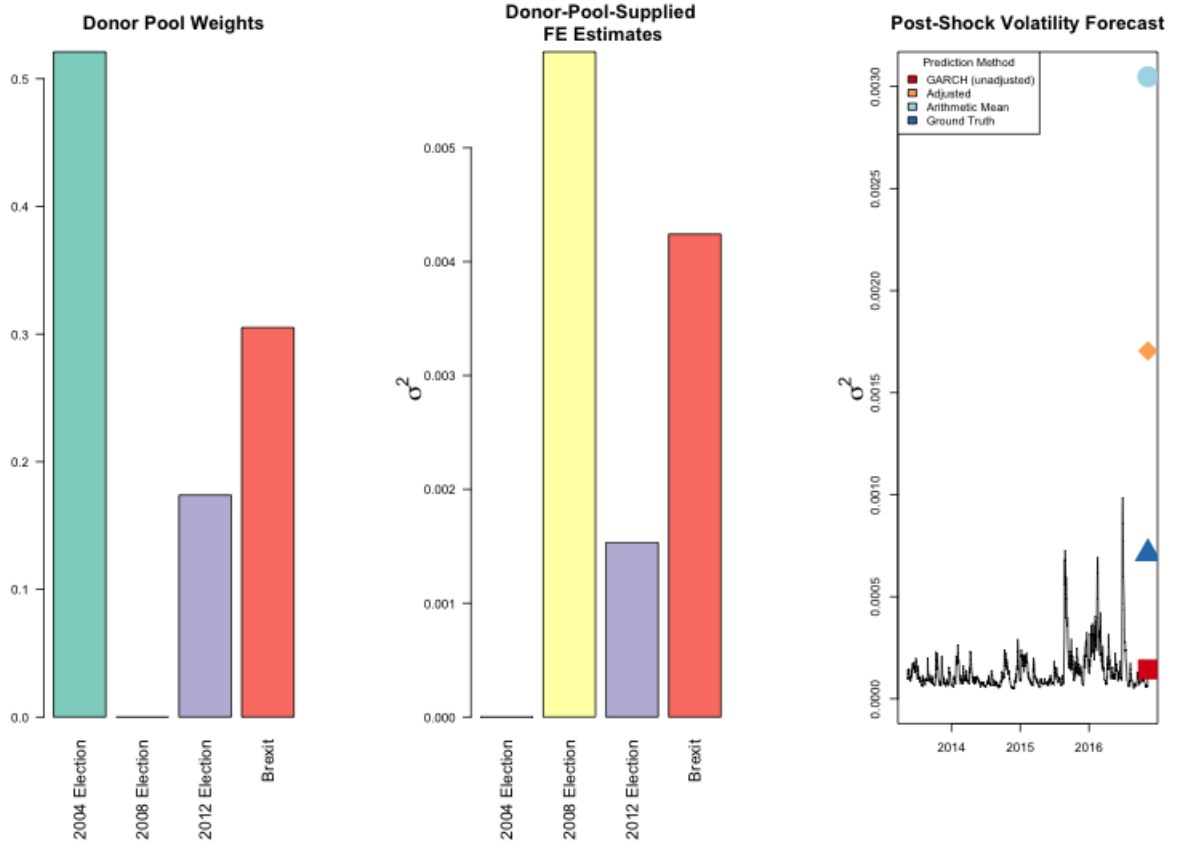 Donor Pool Weights
0.5
0.4
0.3
0.2
0.1
0.0
2004 Election
2008 Election
2012 Election
Brexit
Donor-Pool-Supplied
FE Estimates
σ²
0.005
0.004
0.003
0.002
0.001
0.000
2004 Election
2008 Election
2012 Election
Brexit
Post-Shock Volatility Forecast
Prediction Method
GARCH (unadjusted)
Adjusted
Arithmetic Mean
Ground Truth
σ²
0.0030
0.0025
0.0020
0.0015
0.0010
0.0005
0.0000
2014
2015
2016